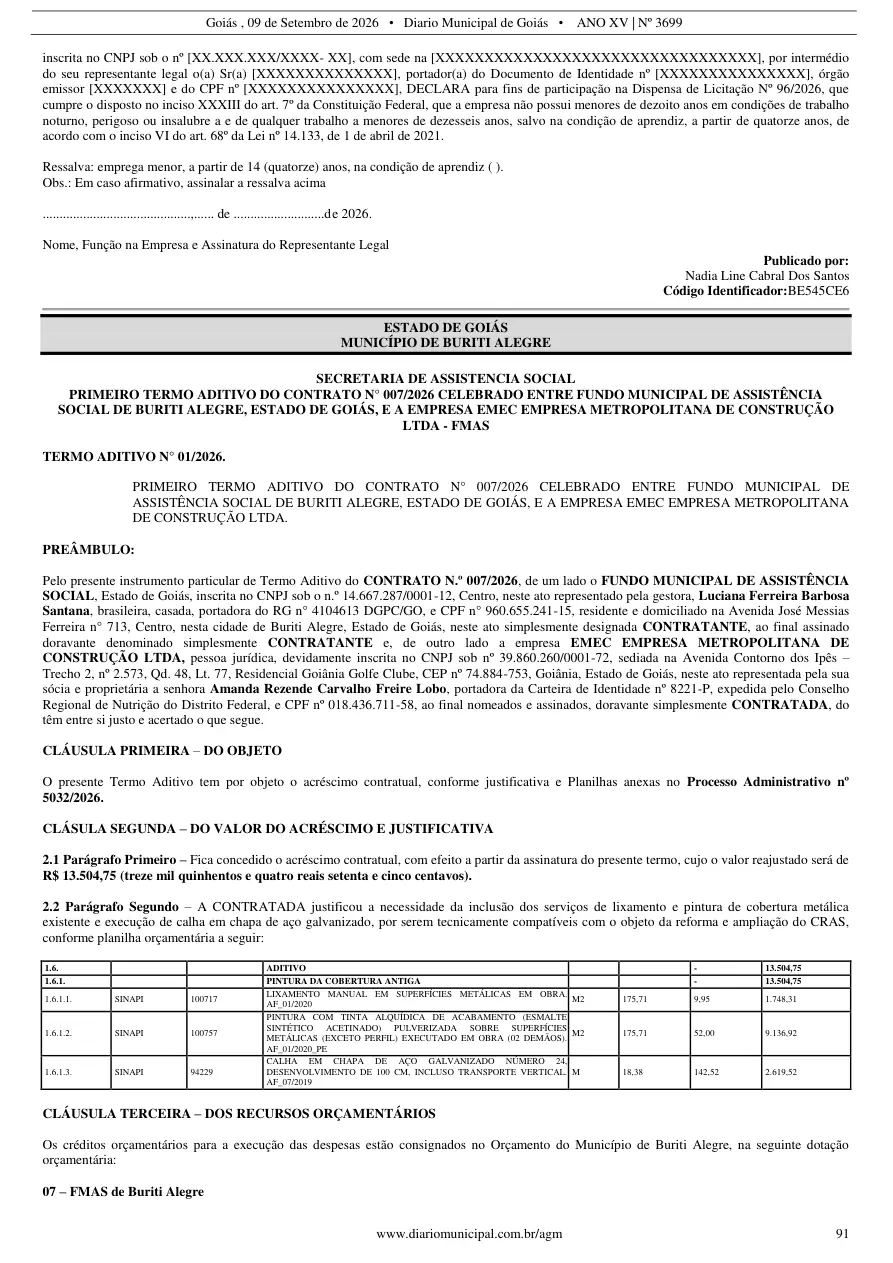 Goiás , 09 de Setembro de 2026 • Diario Municipal de Goiás • ANO XV | Nº 3699
inscrita no CNPJ sob o nº [XX.XXX.XXX/XXXX- XX], com sede na [XXXXXXXXXXXXXXXXXXXXXXXXXXXXXXXXX], por intermédio
do seu representante legal o(a) Sr(a) [XXXXXXXXXXXXXX], portador(a) do Documento de Identidade nº [XXXXXXXXXXXXXXX], órgão
emissor [XXXXXXX] e do CPF nº [XXXXXXXXXXXXXXX], DECLARA para fins de participação na Dispensa de Licitação Nº 96/2026, que
cumpre o disposto no inciso XXXIII do art. 7º da Constituição Federal, que a empresa não possui menores de dezoito anos em condições de trabalho
noturno, perigoso ou insalubre a e de qualquer trabalho a menores de dezesseis anos, salvo na condição de aprendiz, a partir de quatorze anos, de
acordo com o inciso VI do art. 68º da Lei nº 14.133, de 1 de abril de 2021.
Ressalva: emprega menor, a partir de 14 (quatorze) anos, na condição de aprendiz ( ).
Obs.: Em caso afirmativo, assinalar a ressalva acima
............................................,...... de ...........................de 2026.
Nome, Função na Empresa e Assinatura do Representante Legal
Publicado por:
Nadia Line Cabral Dos Santos
Código Identificador:BE545CE6
ESTADO DE GOIÁS
MUNICÍPIO DE BURITI ALEGRE
SECRETARIA DE ASSISTENCIA SOCIAL
PRIMEIRO TERMO ADITIVO DO CONTRATO N° 007/2026 CELEBRADO ENTRE FUNDO MUNICIPAL DE ASSISTÊNCIA
SOCIAL DE BURITI ALEGRE, ESTADO DE GOIÁS, E A EMPRESA EMEC EMPRESA METROPOLITANA DE CONSTRUÇÃO
LTDA - FMAS
TERMO ADITIVO N° 01/2026.
PRIMEIRO TERMO ADITIVO DO CONTRATO N° 007/2026 CELEBRADO ENTRE FUNDO MUNICIPAL DE
ASSISTÊNCIA SOCIAL DE BURITI ALEGRE, ESTADO DE GOIÁS, E A EMPRESA EMEC EMPRESA METROPOLITANA
DE CONSTRUÇÃO LTDA.
PREÂMBULO:
Pelo presente instrumento particular de Termo Aditivo do CONTRATO N.º 007/2026, de um lado o FUNDO MUNICIPAL DE ASSISTÊNCIA
SOCIAL, Estado de Goiás, inscrita no CNPJ sob o n.º 14.667.287/0001-12, Centro, neste ato representado pela gestora, Luciana Ferreira Barbosa
Santana, brasileira, casada, portadora do RG n° 4104613 DGPC/GO, e CPF n° 960.655.241-15, residente e domiciliado na Avenida José Messias
Ferreira n° 713, Centro, nesta cidade de Buriti Alegre, Estado de Goiás, neste ato simplesmente designada CONTRATANTE, ao final assinado
doravante denominado simplesmente CONTRATANTE e, de outro lado a empresa EMEC EMPRESA METROPOLITANA DE
CONSTRUÇÃO LTDA, pessoa jurídica, devidamente inscrita no CNPJ sob nº 39.860.260/0001-72, sediada na Avenida Contorno dos Ipês –
Trecho 2, nº 2.573, Qd. 48, Lt. 77, Residencial Goiânia Golfe Clube, CEP nº 74.884-753, Goiânia, Estado de Goiás, neste ato representada pela sua
sócia e proprietária a senhora Amanda Rezende Carvalho Freire Lobo, portadora da Carteira de Identidade nº 8221-P, expedida pelo Conselho
Regional de Nutrição do Distrito Federal, e CPF nº 018.436.711-58, ao final nomeados e assinados, doravante simplesmente CONTRATADA, do
têm entre si justo e acertado o que segue.
CLÁUSULA PRIMEIRA – DO OBJETO
O presente Termo Aditivo tem por objeto o acréscimo contratual, conforme justificativa e Planilhas anexas no Processo Administrativo nº
5032/2026.
CLÁSULA SEGUNDA – DO VALOR DO ACRÉSCIMO E JUSTIFICATIVA
2.1 Parágrafo Primeiro – Fica concedido o acréscimo contratual, com efeito a partir da assinatura do presente termo, cujo o valor reajustado será de
R$ 13.504,75 (treze mil quinhentos e quatro reais setenta e cinco centavos).
2.2 Parágrafo Segundo – A CONTRATADA justificou a necessidade da inclusão dos serviços de lixamento e pintura de cobertura metálica
existente e execução de calha em chapa de aço galvanizado, por serem tecnicamente compatíveis com o objeto da reforma e ampliação do CRAS,
conforme planilha orçamentária a seguir:
1.6. ADITIVO - 13.504,75
1.6.1. PINTURA DA COBERTURA ANTIGA - 13.504,75
1.6.1.1. SINAPI 100717 LIXAMENTO MANUAL EM SUPERFÍCIES METÁLICAS EM OBRA. M2 175,71 9,95 1.748,31
AF_01/2020
PINTURA COM TINTA ALQUÍDICA DE ACABAMENTO (ESMALTE
SINTÉTICO ACETINADO) PULVERIZADA SOBRE SUPERFÍCIES
1.6.1.2. SINAPI 100757 METÁLICAS (EXCETO PERFIL) EXECUTADO EM OBRA (02 DEMÃOS). M2 175,71 52,00 9.136,92
AF_01/2020_PE
CALHA EM CHAPA DE AÇO GALVANIZADO NÚMERO 24,
1.6.1.3. SINAPI 94229 DESENVOLVIMENTO DE 100 CM, INCLUSO TRANSPORTE VERTICAL. M 18,38 142,52 2.619,52
AF_07/2019
CLÁUSULA TERCEIRA – DOS RECURSOS ORÇAMENTÁRIOS
Os créditos orçamentários para a execução das despesas estão consignados no Orçamento do Município de Buriti Alegre, na seguinte dotação
orçamentária:
07 – FMAS de Buriti Alegre
www.diariomunicipal.com.br/agm 91